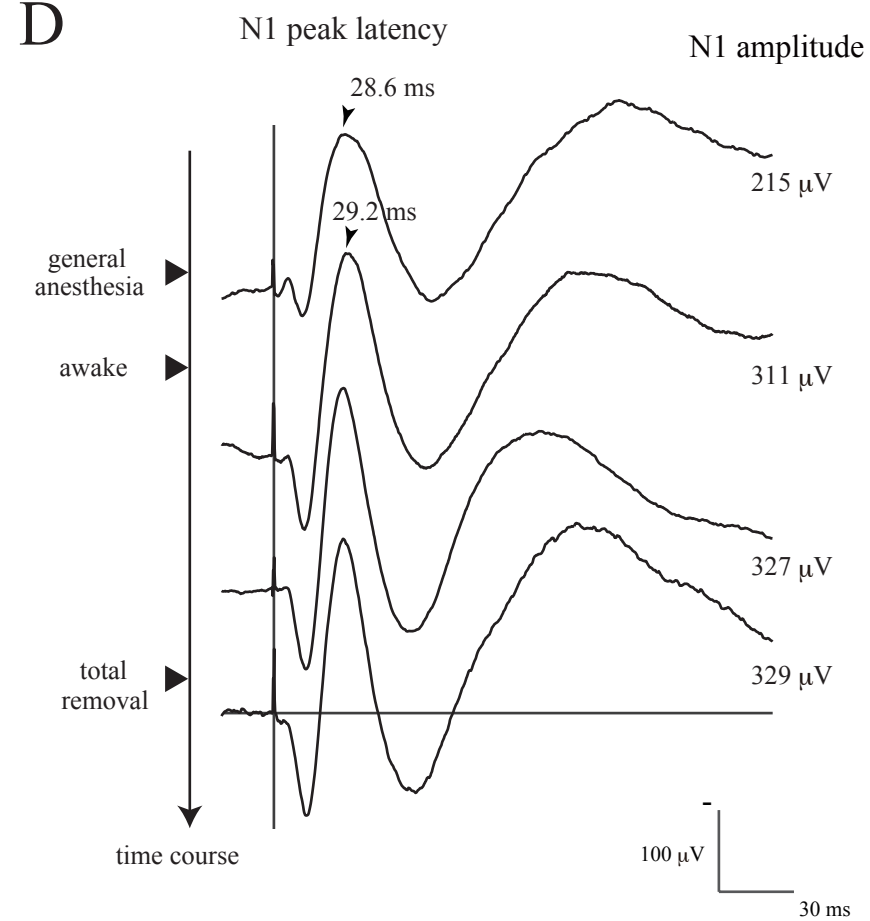 D
N1 peak latency
N1 amplitude
28.6 ms
215 μV
29.2 ms
general
anesthesia
awake
311 μV
327 μV
total
removal
329 μV
time course
-
100 μV
30 ms